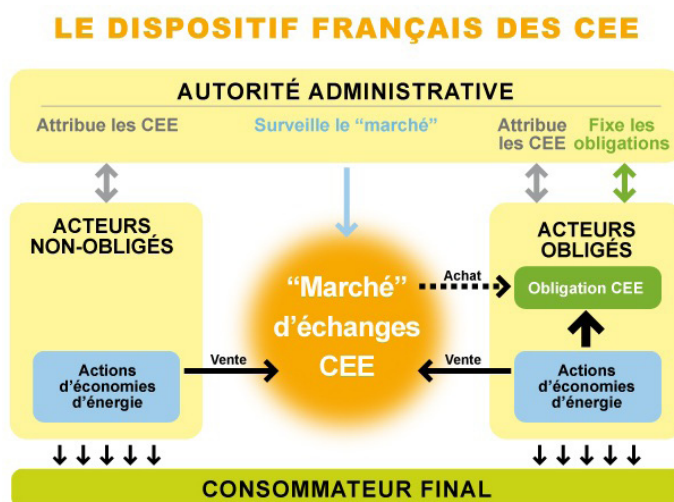 LE DISPOSITIF FRANÇAIS DES CEE
AUTORITÉ ADMINISTRATIVE
Attribue les CEE
Surveille le “marché”
Attribue
les CEE
Fixe les
obligations
ACTEURS
NON-OBLIGÉS
ACTEURS
OBLIGÉS
“Marché”
d’échanges
CEE
Achat
Obligation CEE
Vente
Vente
Actions
d’économies
d’énergie
Actions
d’économies
d’énergie
CONSOMMATEUR FINAL